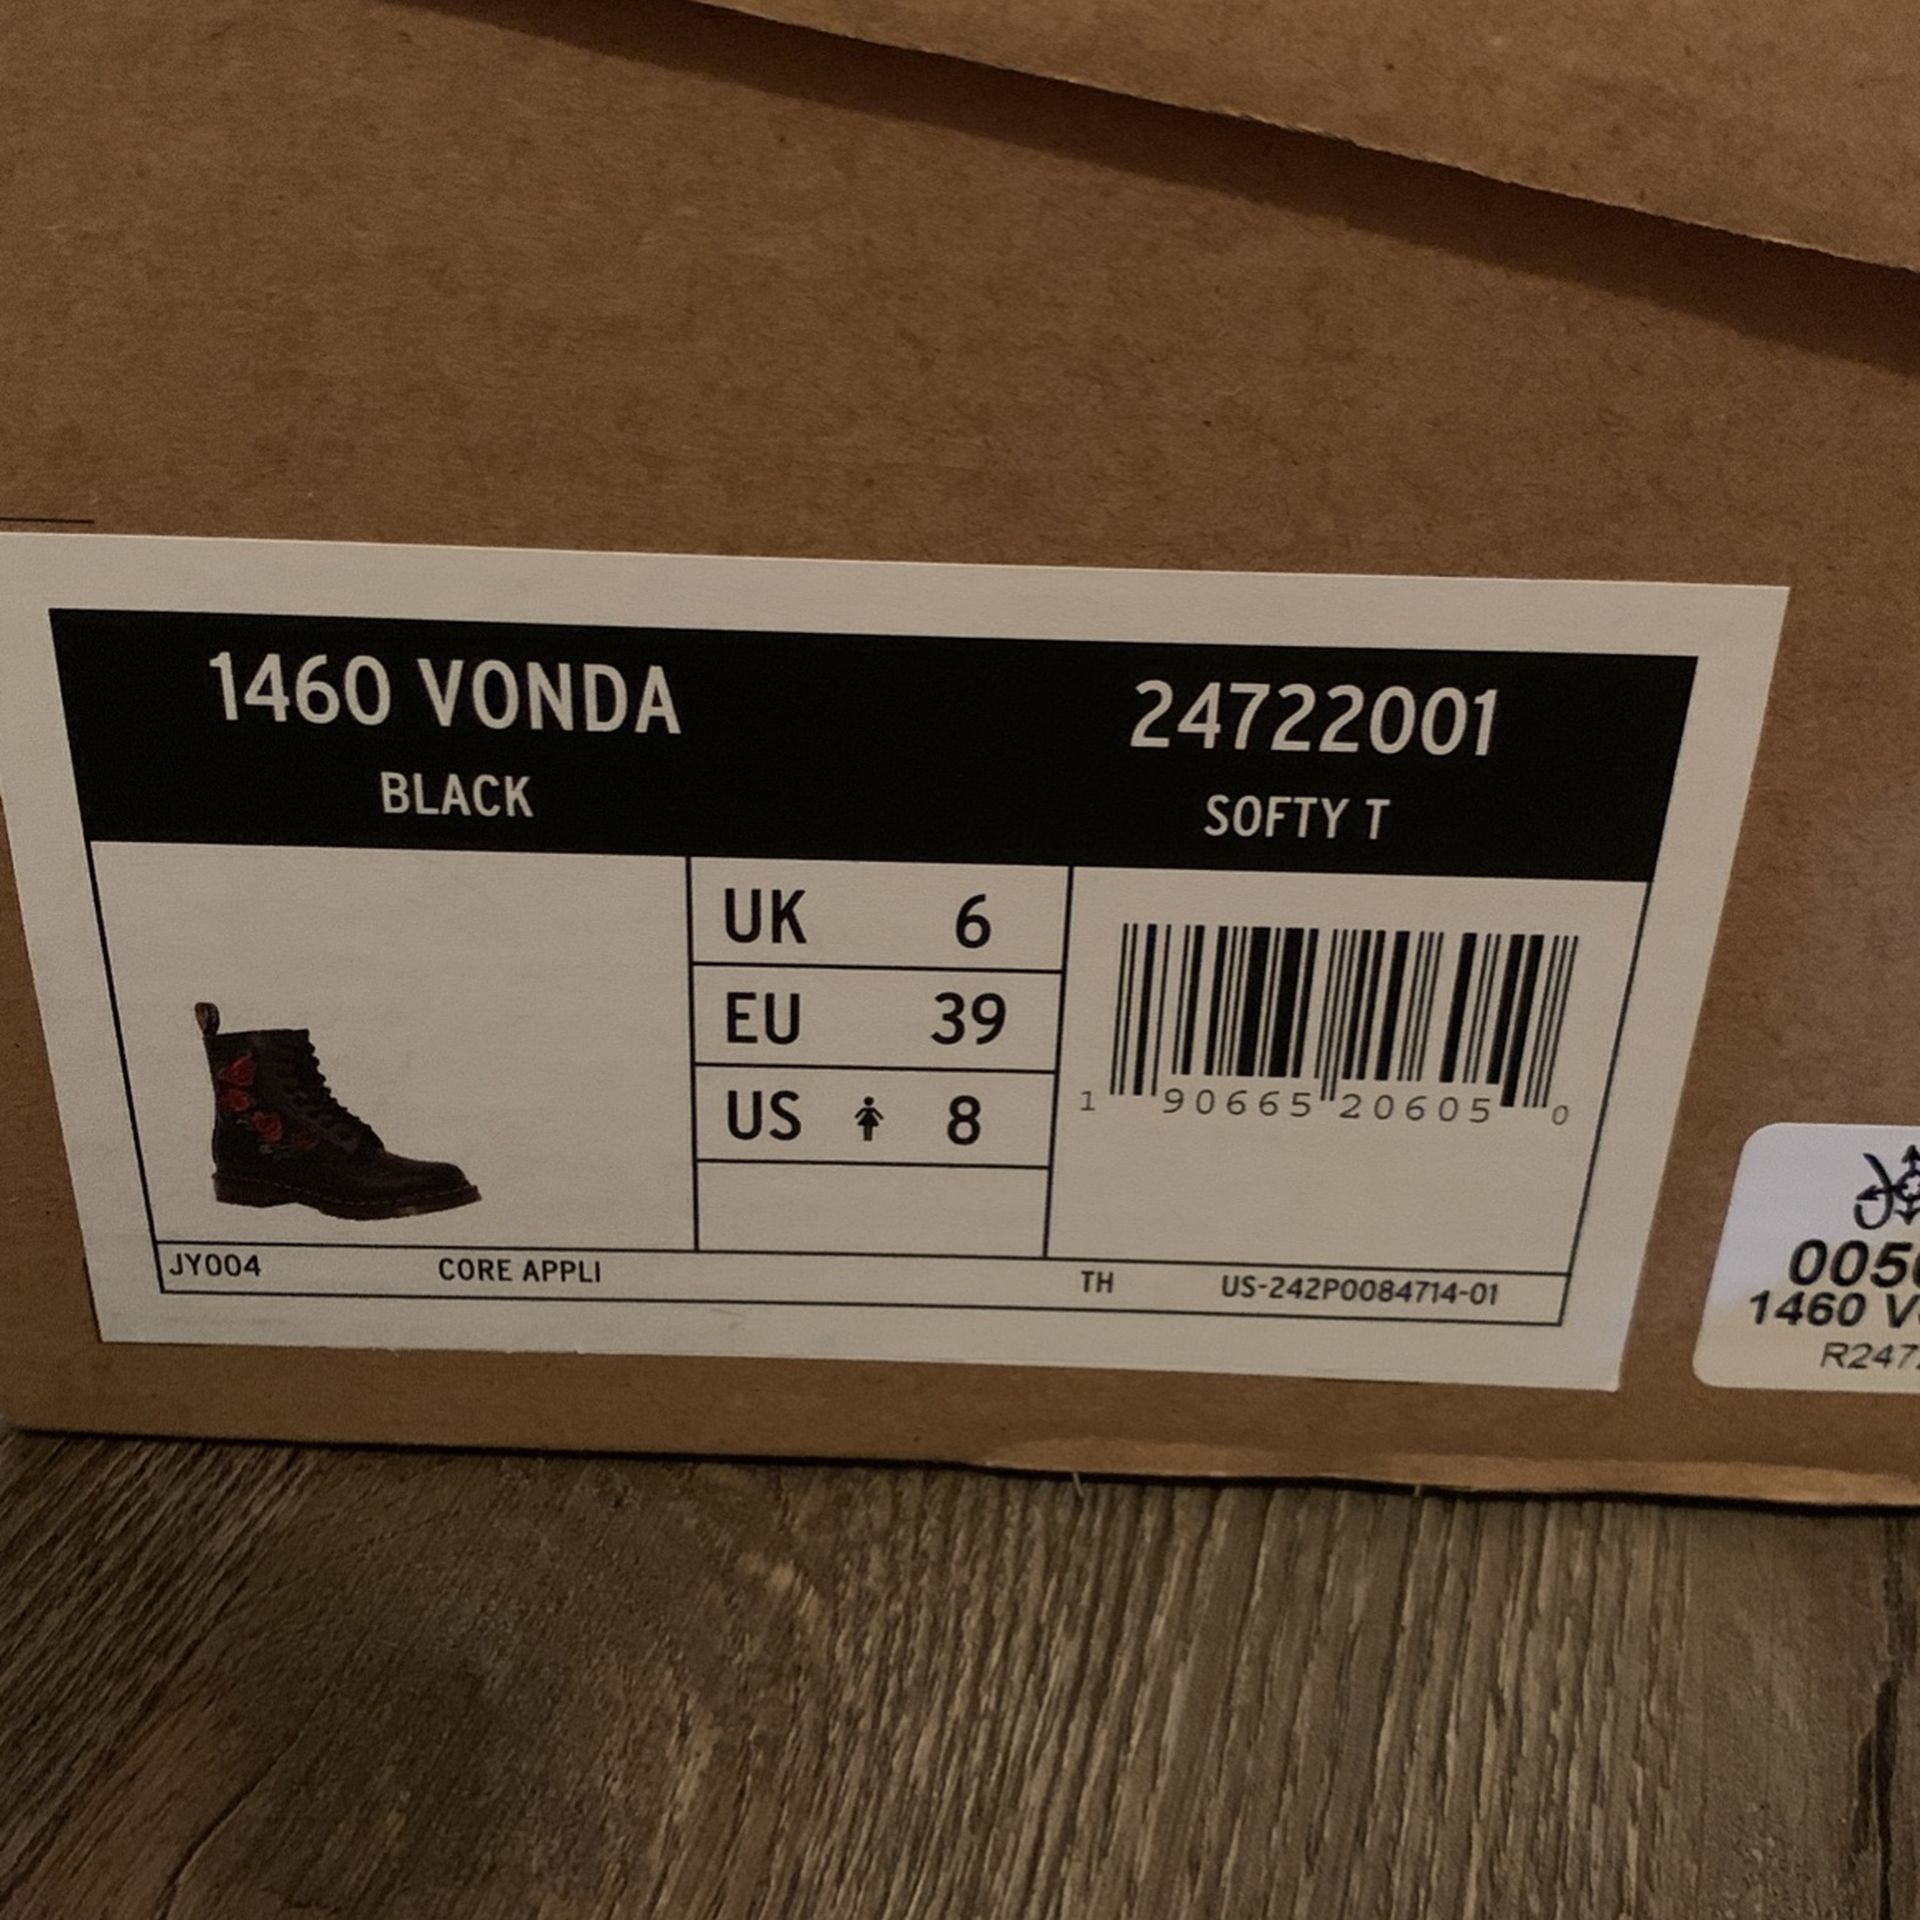 1460 VONDA
24722001
BLACK
SOFTY T
UK 6
EU 39
US 8
1 90665 20605 0
JY004 CORE APPLI TH US-242P0084714-01
1460